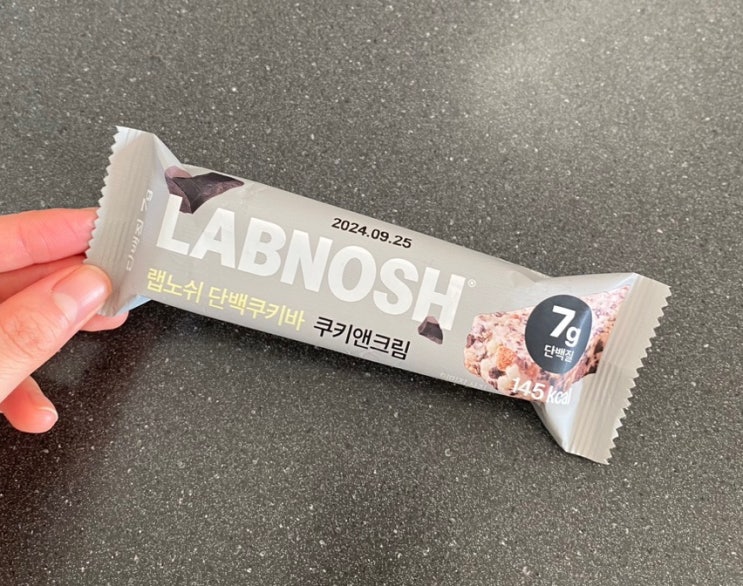 2024.09.25
LABNOSH®
랩노쉬 단백쿠키바 쿠키앤크림
7g
단백질
145 kcal